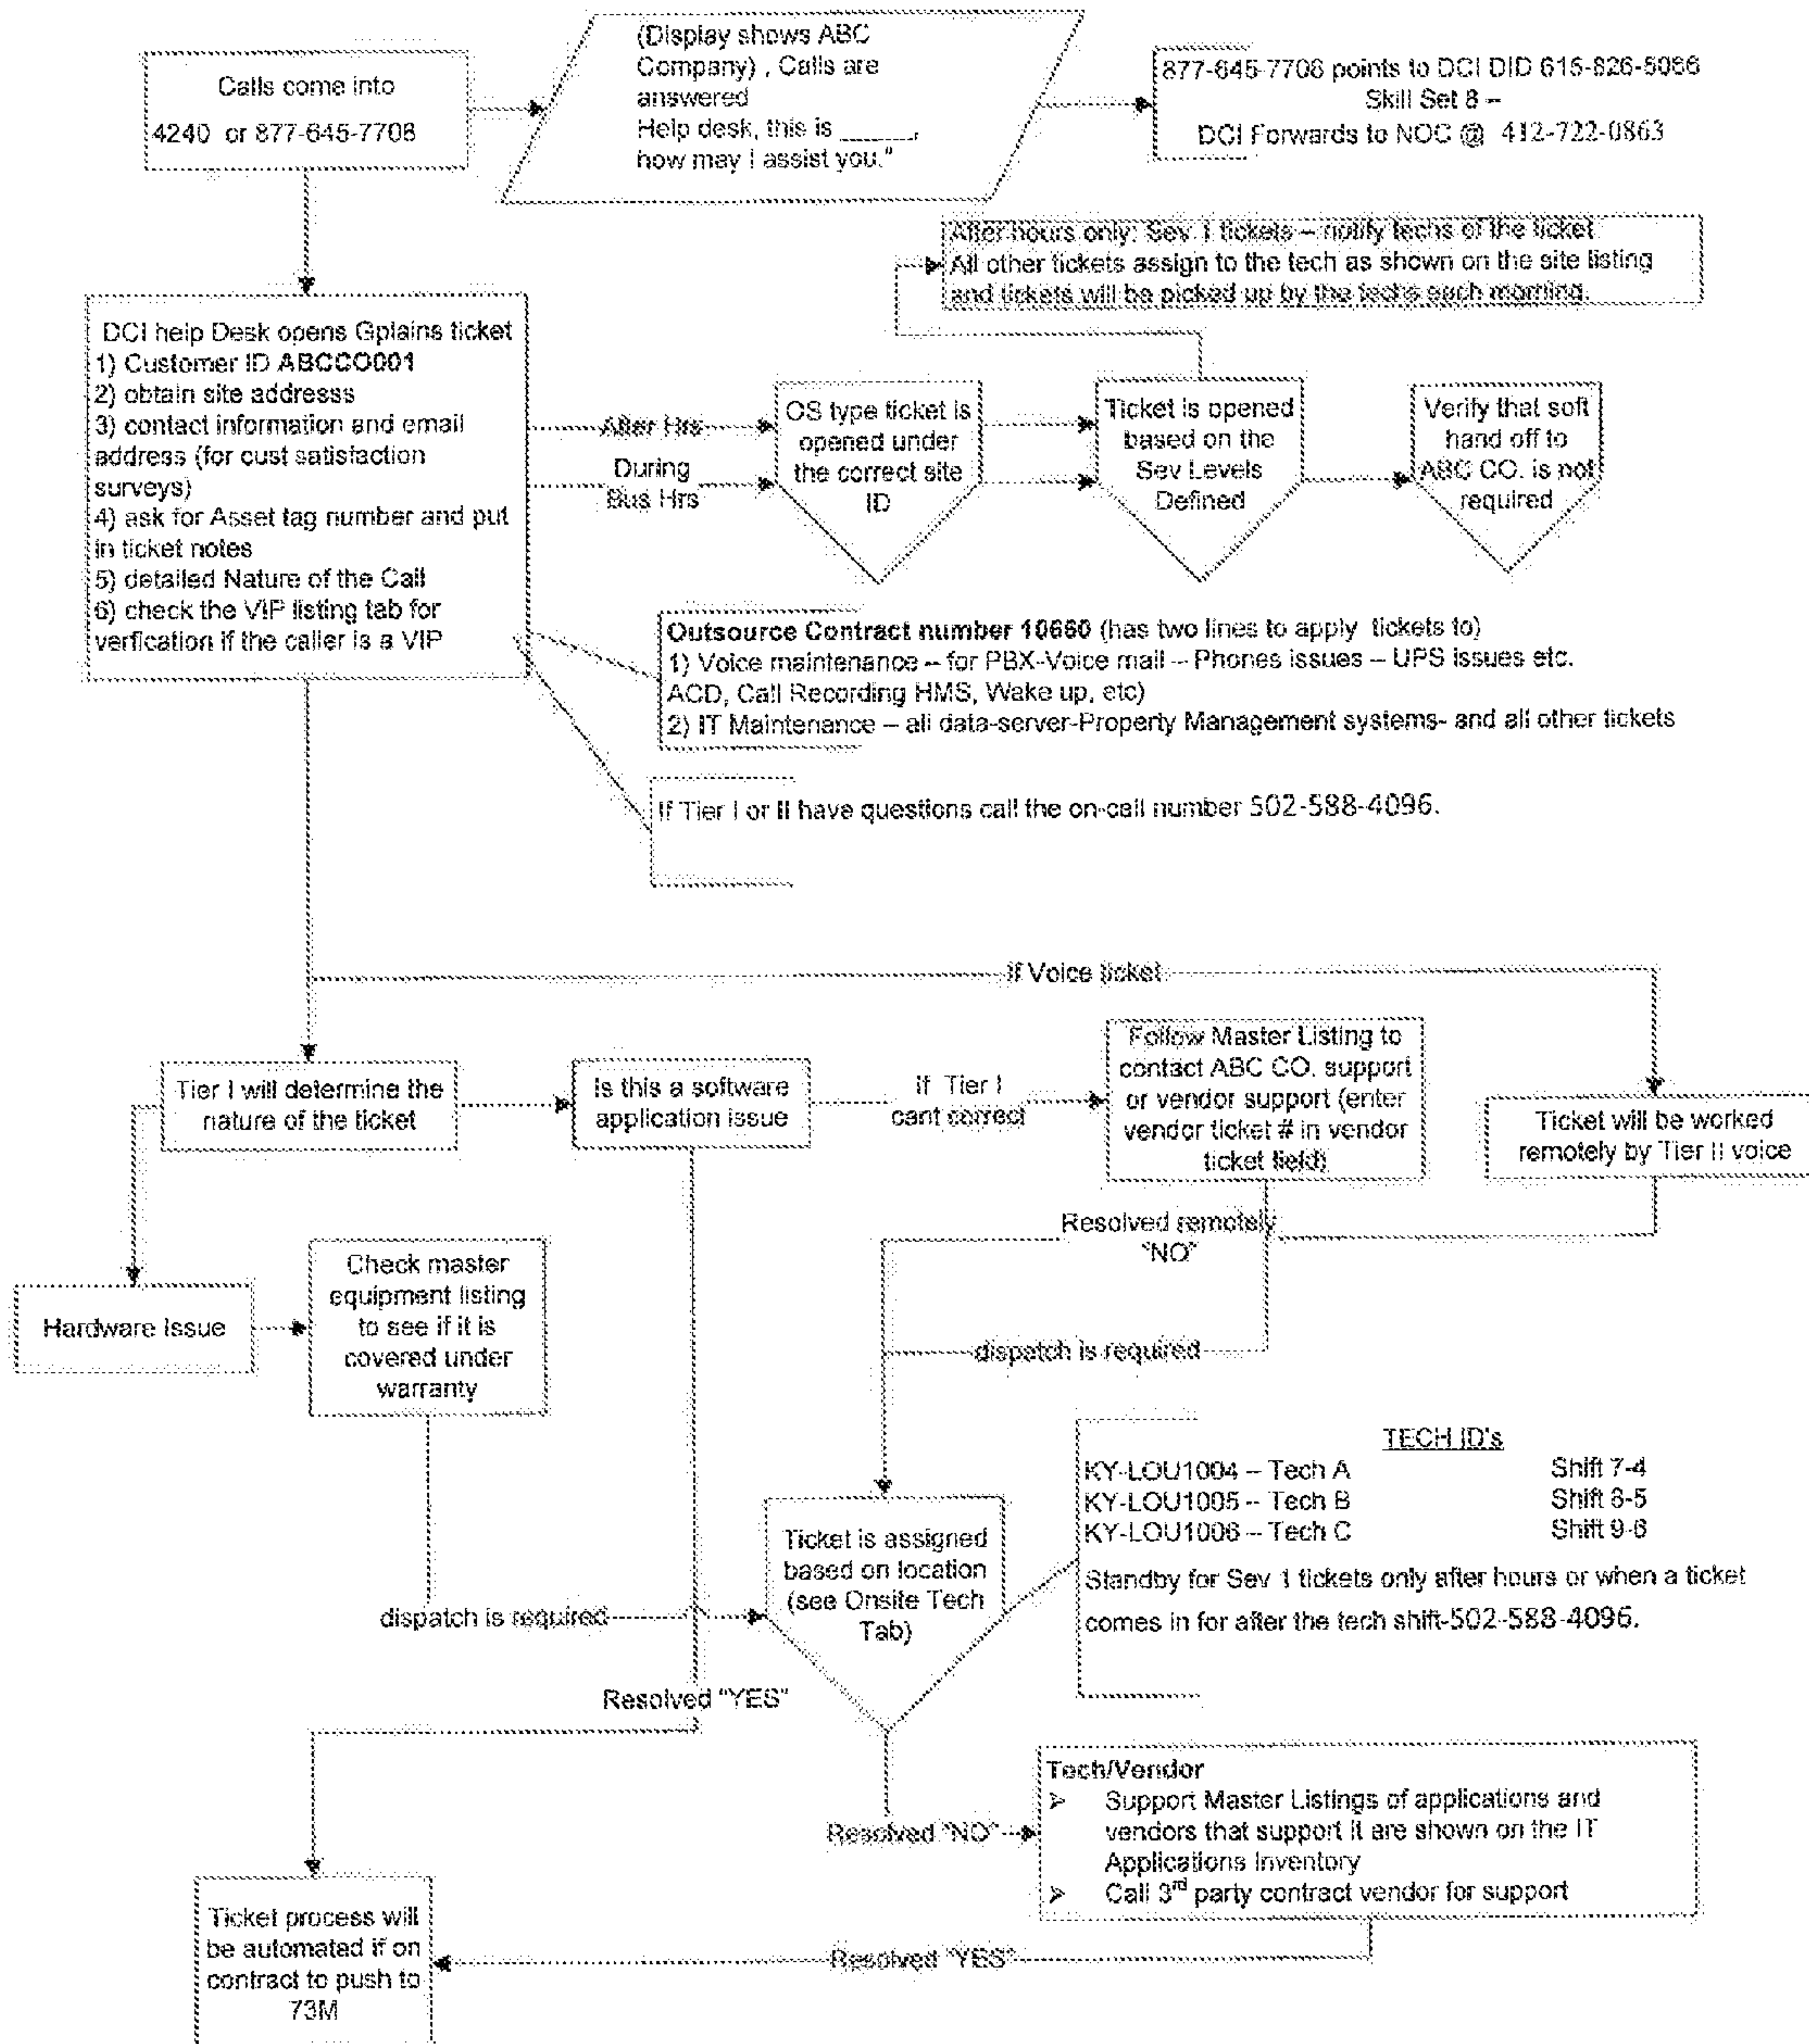 Calls come into
4240 or 877-645-7708
(Display shows ABC
Company) , Calls are
answered
Help desk, this is ______,
how may I assist you."
877-645-7708 points to DCI DID 615-826-5086
Skill Set 8 –
DCI Forwards to NOC @ 412-722-0863
After hours only: Sev 1 tickets – notify techs of the ticket
All other tickets assign to the tech as shown on the site listing
and tickets will be picked up by the techs each morning.
DCI help Desk opens Gplains ticket
1) Customer ID ABCCO001
2) obtain site addresss
3) contact information and email
address (for cust satisfaction
surveys)
4) ask for Asset tag number and put
in ticket notes
5) detailed Nature of the Call
6) check the VIP listing tab for
verfication if the caller is a VIP
After Hrs
During
Bus Hrs
OS type ticket is
opened under
the correct site
ID
Ticket is opened
based on the
Sev Levels
Defined
Verify that soft
hand off to
ABC CO. is not
required
Outsource Contract number 10660 (has two lines to apply tickets to)
1) Voice maintenance – for PBX-Voice mail – Phones issues – UPS issues etc.
ACD, Call Recording HMS, Wake up, etc)
2) IT Maintenance – all data-server-Property Management systems- and all other tickets
If Tier I or II have questions call the on-call number 502-588-4096.
If Voice ticket
Tier I will determine the
nature of the ticket
Is this a software
application issue
If Tier I
cant correct
Follow Master Listing to
contact ABC CO. support
or vendor support (enter
vendor ticket # in vendor
ticket field)
Ticket will be worked
remotely by Tier II voice
Resolved remotely
"NO"
Hardware Issue
Check master
equipment listing
to see if it is
covered under
warranty
dispatch is required
TECH ID's
KY-LOU1004 – Tech A Shift 7-4
KY-LOU1005 – Tech B Shift 8-5
KY-LOU1006 – Tech C Shift 9-6
Standby for Sev 1 tickets only after hours or when a ticket
comes in for after the tech shift-502-588-4096.
Ticket is assigned
based on location
(see Onsite Tech
Tab)
dispatch is required
Resolved "YES"
Resolved "NO"
Tech/Vendor
➢ Support Master Listings of applications and
vendors that support it are shown on the IT
Applications Inventory
➢ Call 3rd party contract vendor for support
Ticket process will
be automated if on
contract to push to
73M
Resolved "YES"